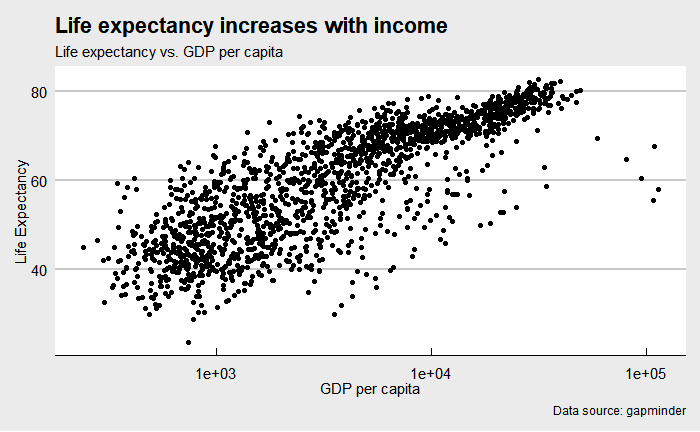 Life expectancy increases with income
Life expectancy vs. GDP per capita
Life Expectancy
80
60
40
1e+03
1e+04
1e+05
GDP per capita
Data source: gapminder